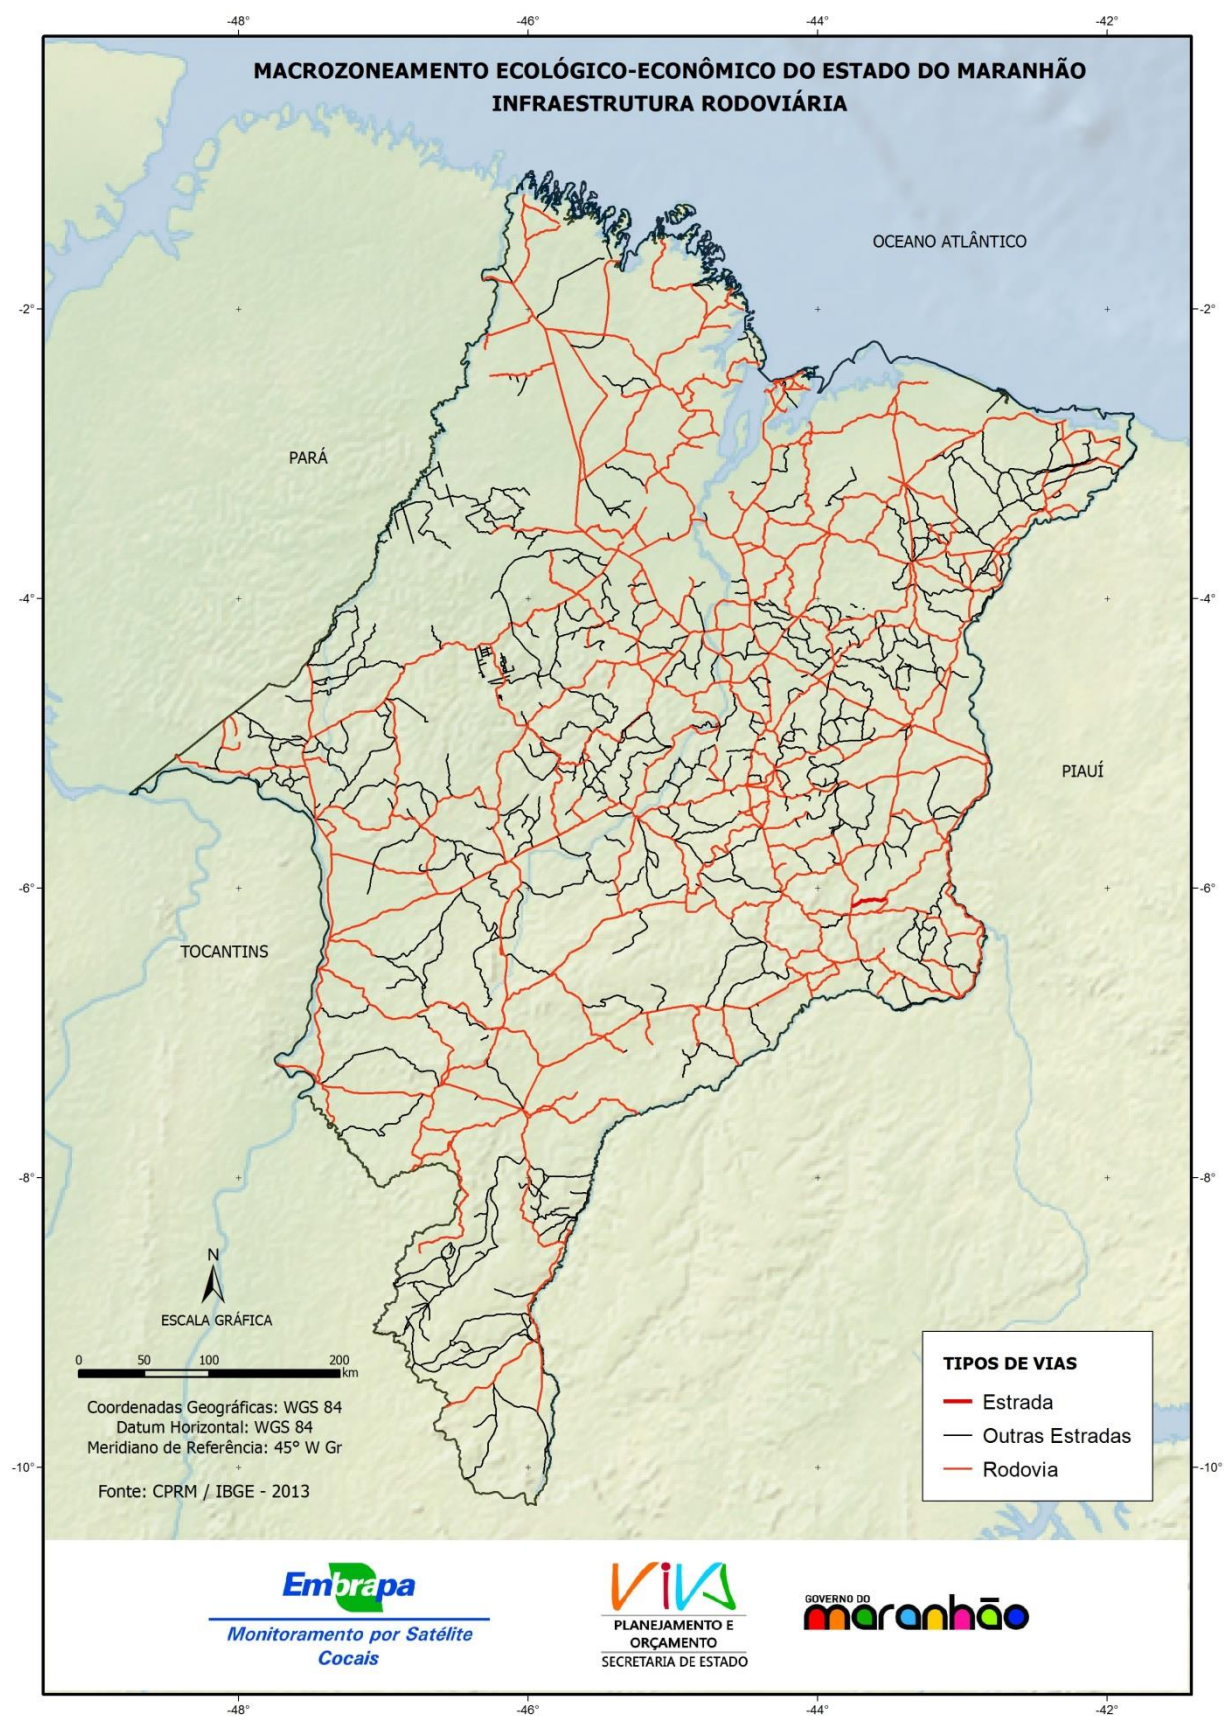 -48°
-46°
-44°
-42°
MACROZONEAMENTO ECOLÓGICO-ECONÔMICO DO ESTADO DO MARANHÃO
INFRAESTRUTURA RODOVIÁRIA
OCEANO ATLÂNTICO
-2°
-2°
PARÁ
-4°
-4°
PIAUÍ
-6°
-6°
TOCANTINS
-8°
-8°
N
ESCALA GRÁFICA
0 50 100 200
km
Coordenadas Geográficas: WGS 84
Datum Horizontal: WGS 84
Meridiano de Referência: 45° W Gr
Fonte: CPRM / IBGE - 2013
TIPOS DE VIAS
Estrada
Outras Estradas
Rodovia
-10°
-10°
Embrapa
Monitoramento por Satélite
Cocais
VIVA
PLANEJAMENTO E
ORÇAMENTO
SECRETARIA DE ESTADO
GOVERNO DO
maranhão
-48°
-46°
-44°
-42°